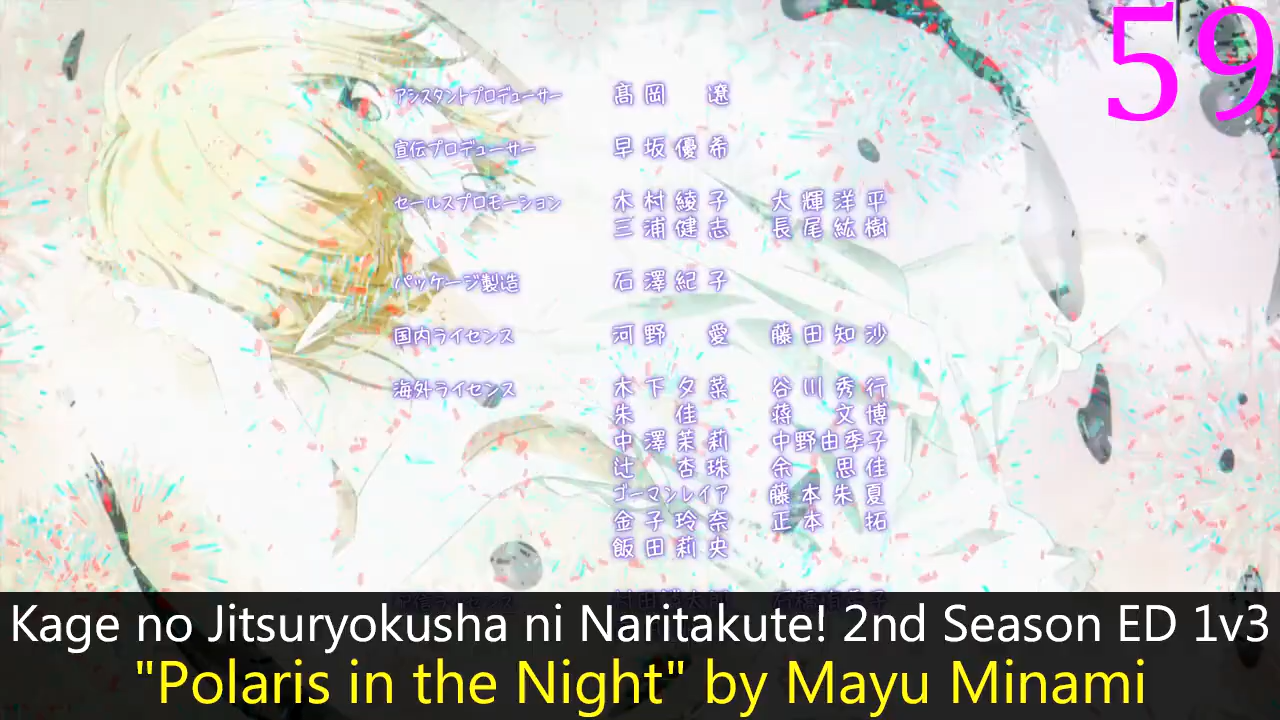 59
アシスタントプロデューサー 髙岡 遼
宣伝プロデューサー 早坂優希
セールスプロモーション 木村綾子 大輝洋平
三浦健志 長尾紘樹
パッケージ製造 石澤紀子
国内ライセンス 河野 愛 藤田知沙
海外ライセンス 木下夕菜 谷川秀行
朱 佳 蒋 文博
中澤茉莉 中野由季子
辻 杏珠 余 思佳
ゴーマンレイア 藤本朱夏
金子玲奈 正本 拓
飯田莉央
配信ライセンス
Kage no Jitsuryokusha ni Naritakute! 2nd Season ED 1v3
"Polaris in the Night" by Mayu Minami